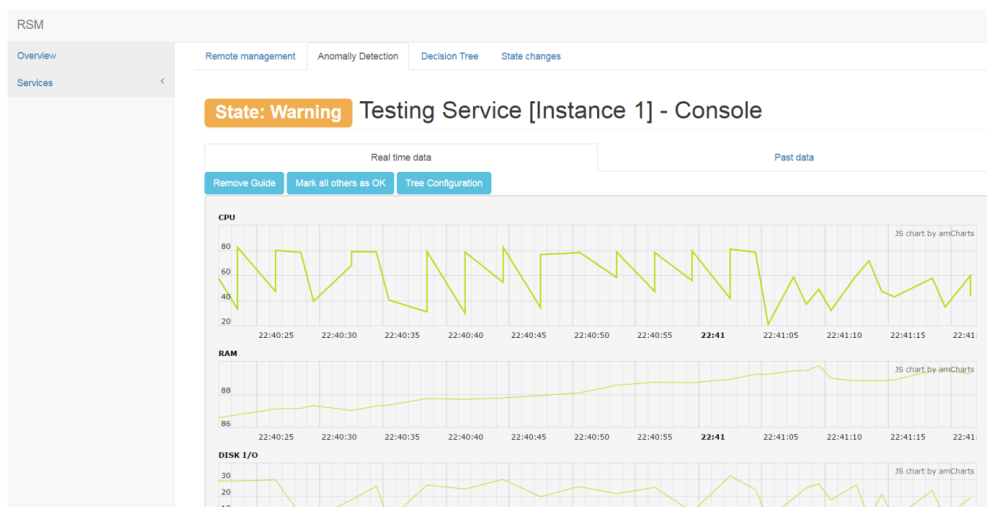 RSM
Overview
Services
Remote management Anomally Detection Decision Tree State changes
State: Warning Testing Service [Instance 1] - Console
Real time data Past data
Remove Guide Mark all others as OK Tree Configuration
CPU
JS chart by amCharts
80
60
40
20
22:40:25 22:40:30 22:40:35 22:40:40 22:40:45 22:40:50 22:40:55 22:41 22:41:05 22:41:10 22:41:15 22:41:
RAM
JS chart by amCharts
88
86
22:40:25 22:40:30 22:40:35 22:40:40 22:40:45 22:40:50 22:40:55 22:41 22:41:05 22:41:10 22:41:15 22:41:
DISK I/O
JS chart by amCharts
30
20